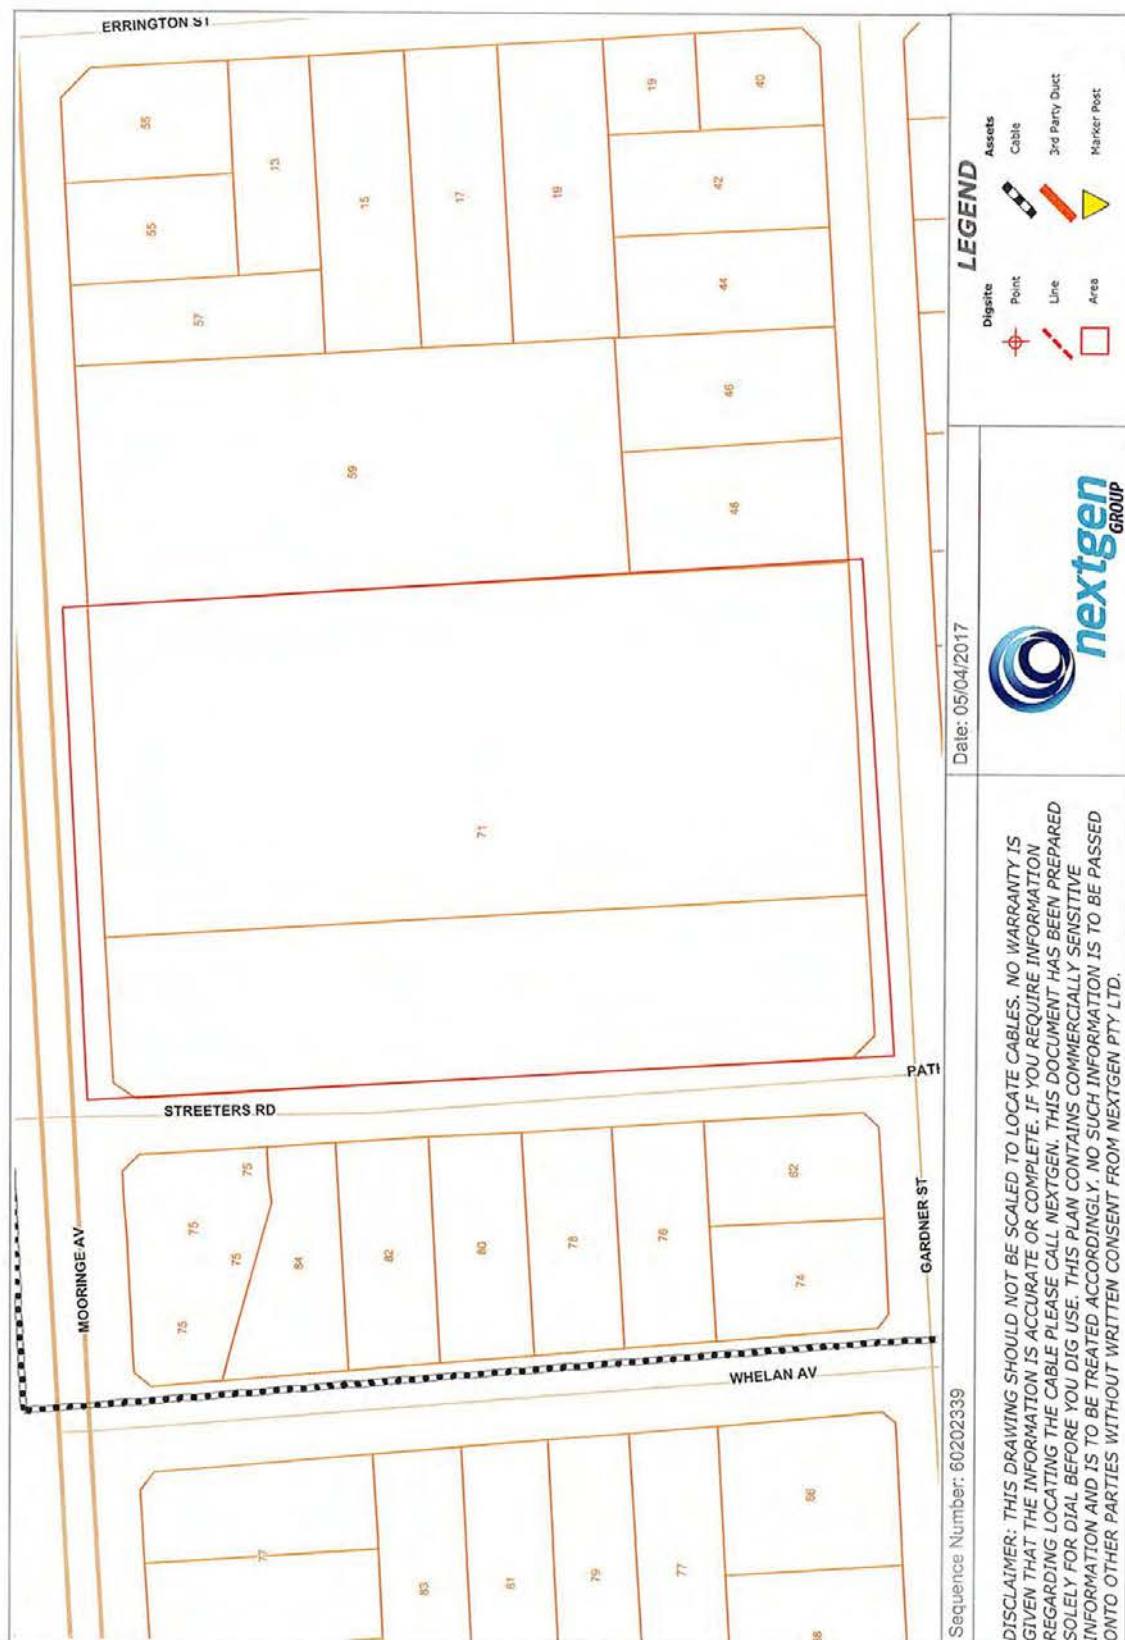 ERRINGTON ST
55
13
15
17
19
19
40
55
42
57
44
59
46
48
71
STREETERS RD
PATI
MOORINGE AV
75
75
75
75
84
82
80
78
76
62
74
GARDNER ST
WHELAN AV
77
83
81
79
77
66
LEGEND
Digsite
Assets
Point
Cable
Line
3rd Party Duct
Area
Marker Post
Date: 05/04/2017
nextgen
GROUP
Sequence Number: 60202339
DISCLAIMER: THIS DRAWING SHOULD NOT BE SCALED TO LOCATE CABLES. NO WARRANTY IS
GIVEN THAT THE INFORMATION IS ACCURATE OR COMPLETE. IF YOU REQUIRE INFORMATION
REGARDING LOCATING THE CABLE PLEASE CALL NEXTGEN. THIS DOCUMENT HAS BEEN PREPARED
SOLELY FOR DIAL BEFORE YOU DIG USE. THIS PLAN CONTAINS COMMERCIALLY SENSITIVE
INFORMATION AND IS TO BE TREATED ACCORDINGLY. NO SUCH INFORMATION IS TO BE PASSED
ONTO OTHER PARTIES WITHOUT WRITTEN CONSENT FROM NEXTGEN PTY LTD.